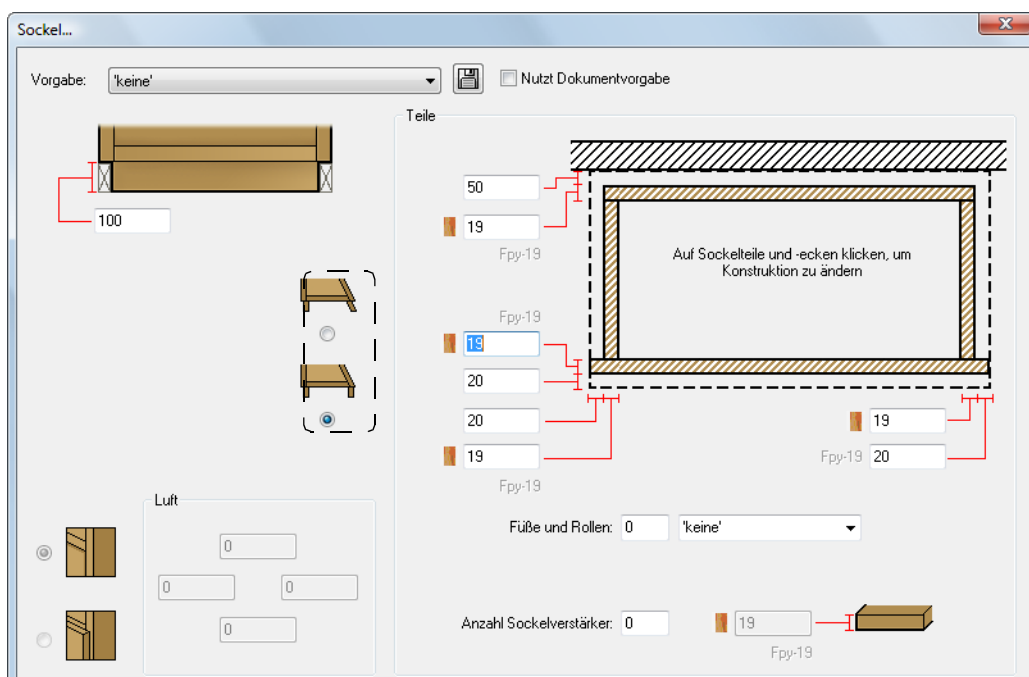 Sockel...
Vorgabe: 'keine' Nutzt Dokumentvorgabe
100
Teile
50
19
Fpy-19
Auf Sockelteile und -ecken klicken, um
Konstruktion zu ändern
Fpy-19
19
20
20
19
Fpy-19
19
Fpy-19 20
Luft
0
0 0
0
Füße und Rollen: 0 'keine'
Anzahl Sockelverstärker: 0 19
Fpy-19